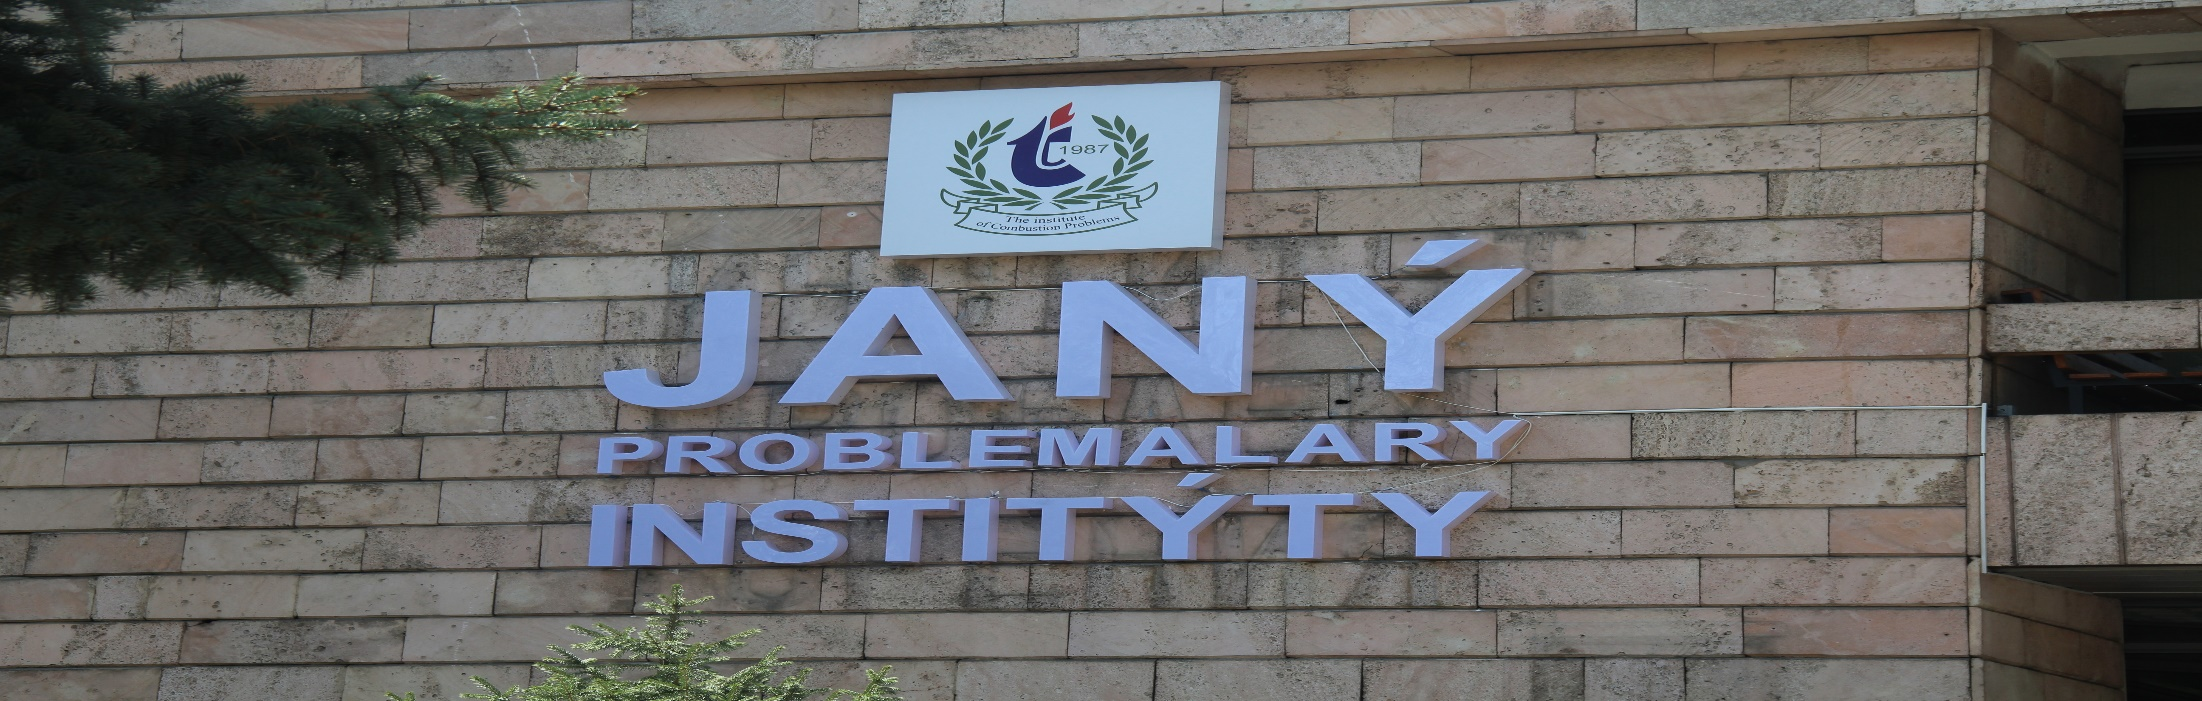 1987
The institute
of Combustion Problems
JANÝ
PROBLEMALARY
INSTITÝTY